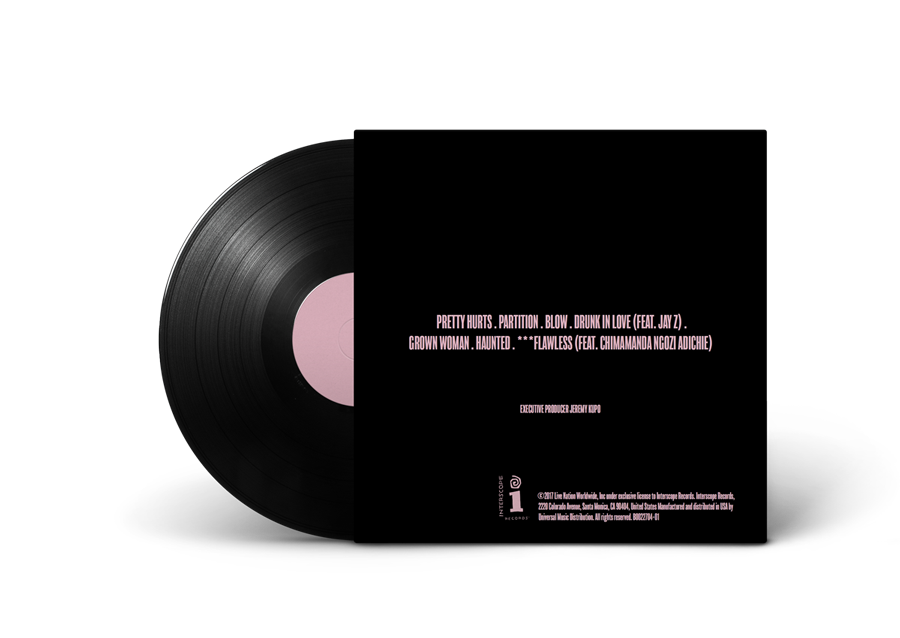 PRETTY HURTS . PARTITION . BLOW . DRUNK IN LOVE (FEAT. JAY Z) .
GROWN WOMAN . HAUNTED . ***FLAWLESS (FEAT. CHIMAMANDA NGOZI ADICHIE)
EXECUTIVE PRODUCER JEREMY KUPO
INTERSCOPE
i
RECORDS
©2017 Live Nation Worldwide, Inc under exclusive license to Interscope Records. Interscope Records,
2220 Colorado Avenue, Santa Monica, CA 90404, United States Manufactured and distributed in USA by
Universal Music Distribution. All rights reserved. B0022704-01